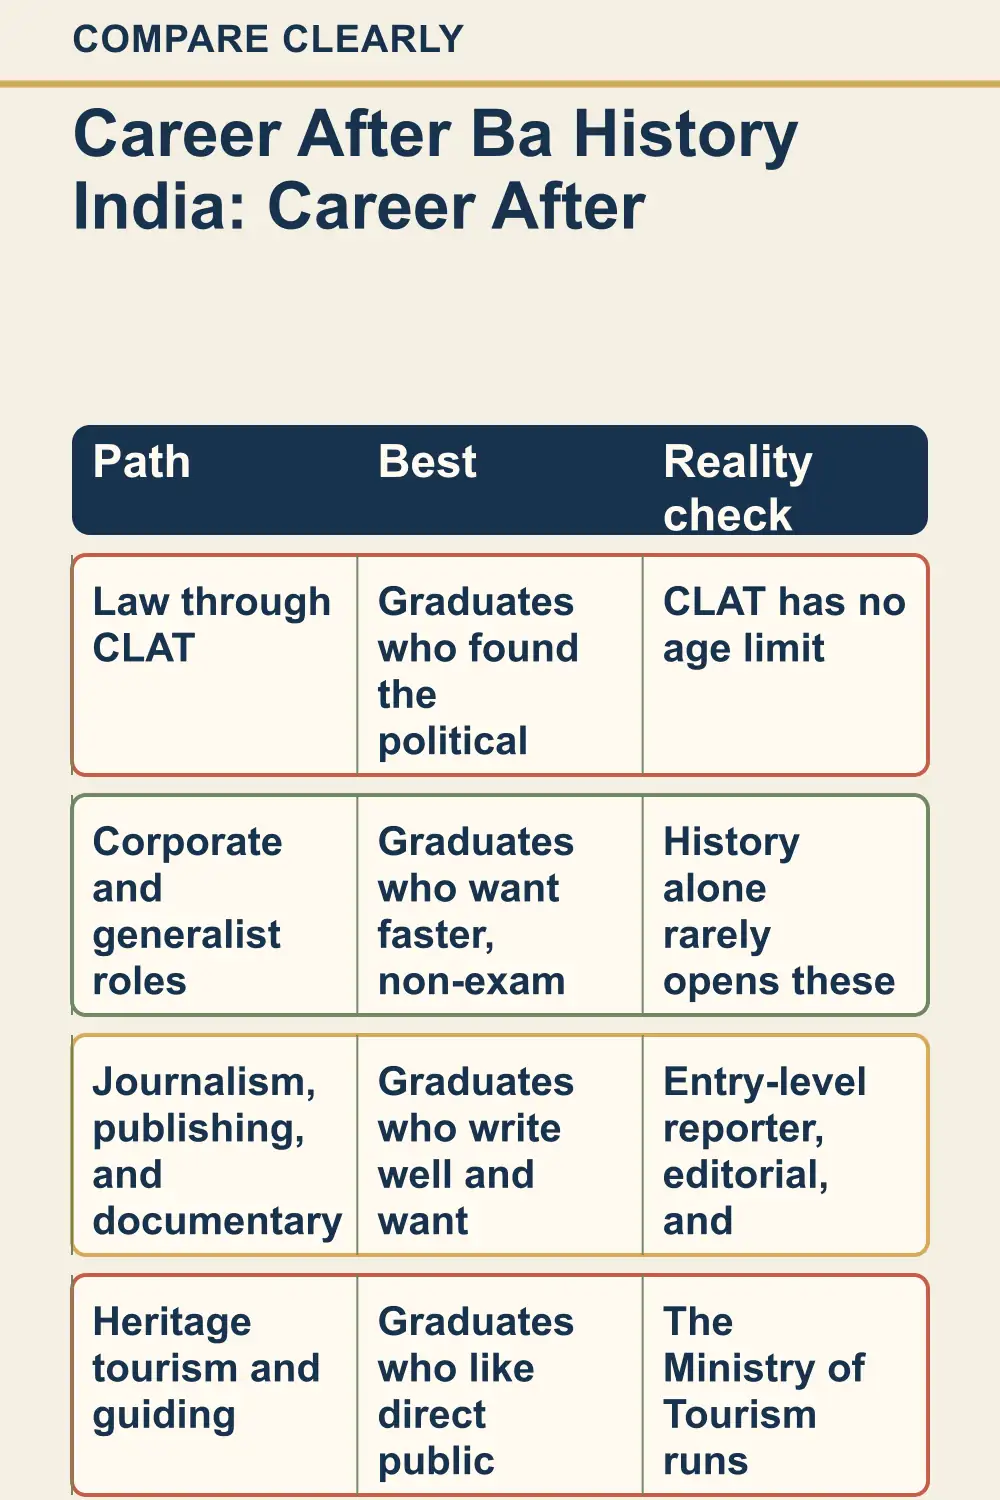 COMPARE CLEARLY
Career After Ba History
India: Career After
Path
Best
Reality
check
Law through
CLAT
Graduates
who found
the
political
CLAT has no
age limit
Corporate
and
generalist
roles
Graduates
who want
faster,
non-exam
History
alone
rarely
opens these
Journalism,
publishing,
and
documentary
Graduates
who write
well and
want
Entry-level
reporter,
editorial,
and
Heritage
tourism and
guiding
Graduates
who like
direct
public
The
Ministry of
Tourism
runs